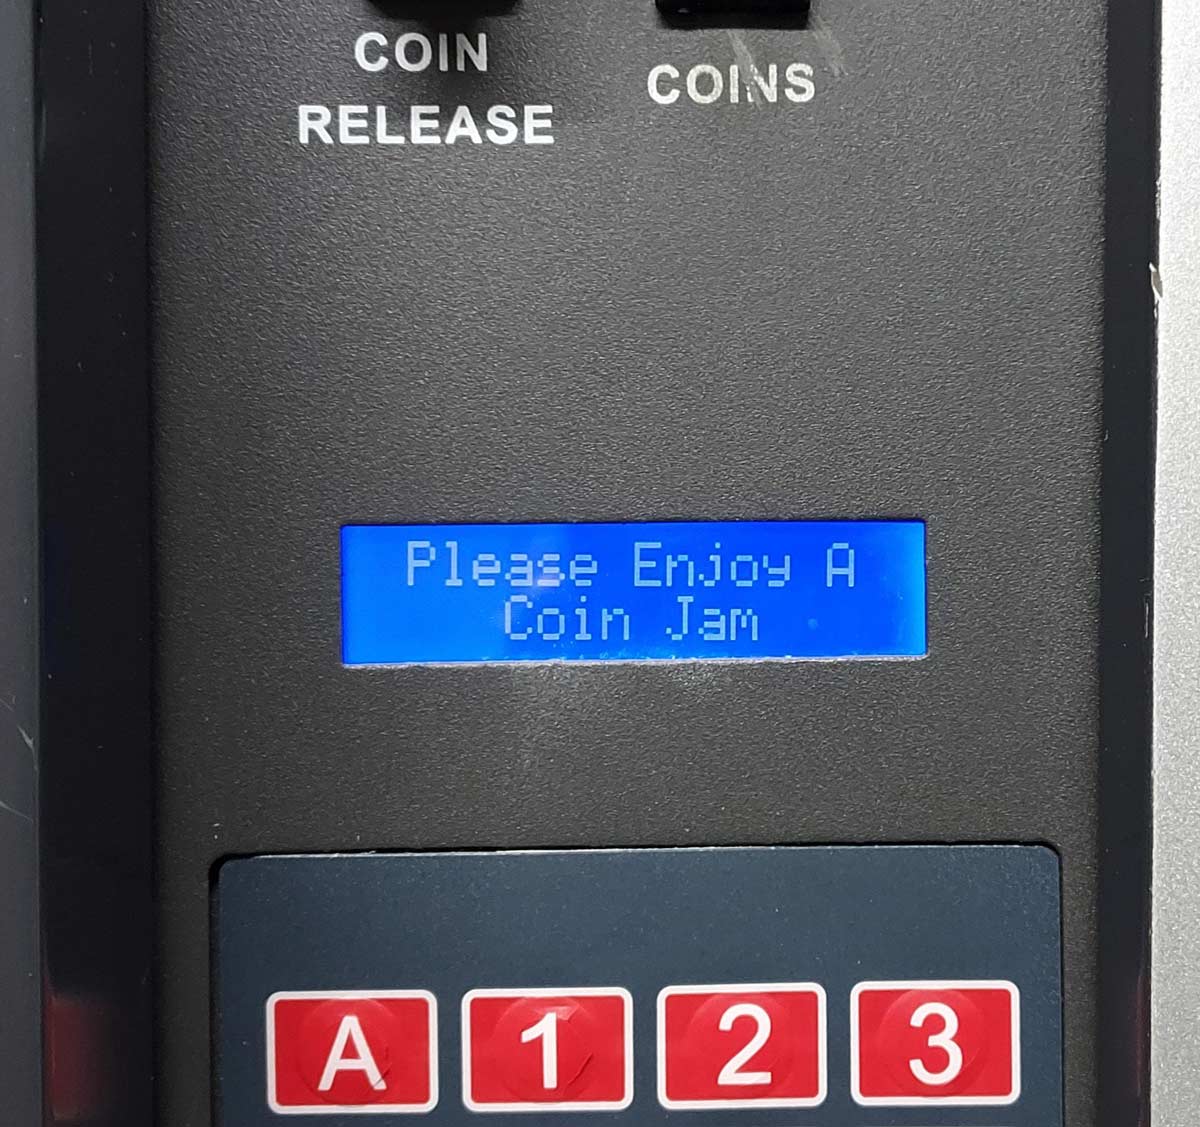 COIN
RELEASE
COINS
Please Enjoy A
Coin Jam
A 1 2 3